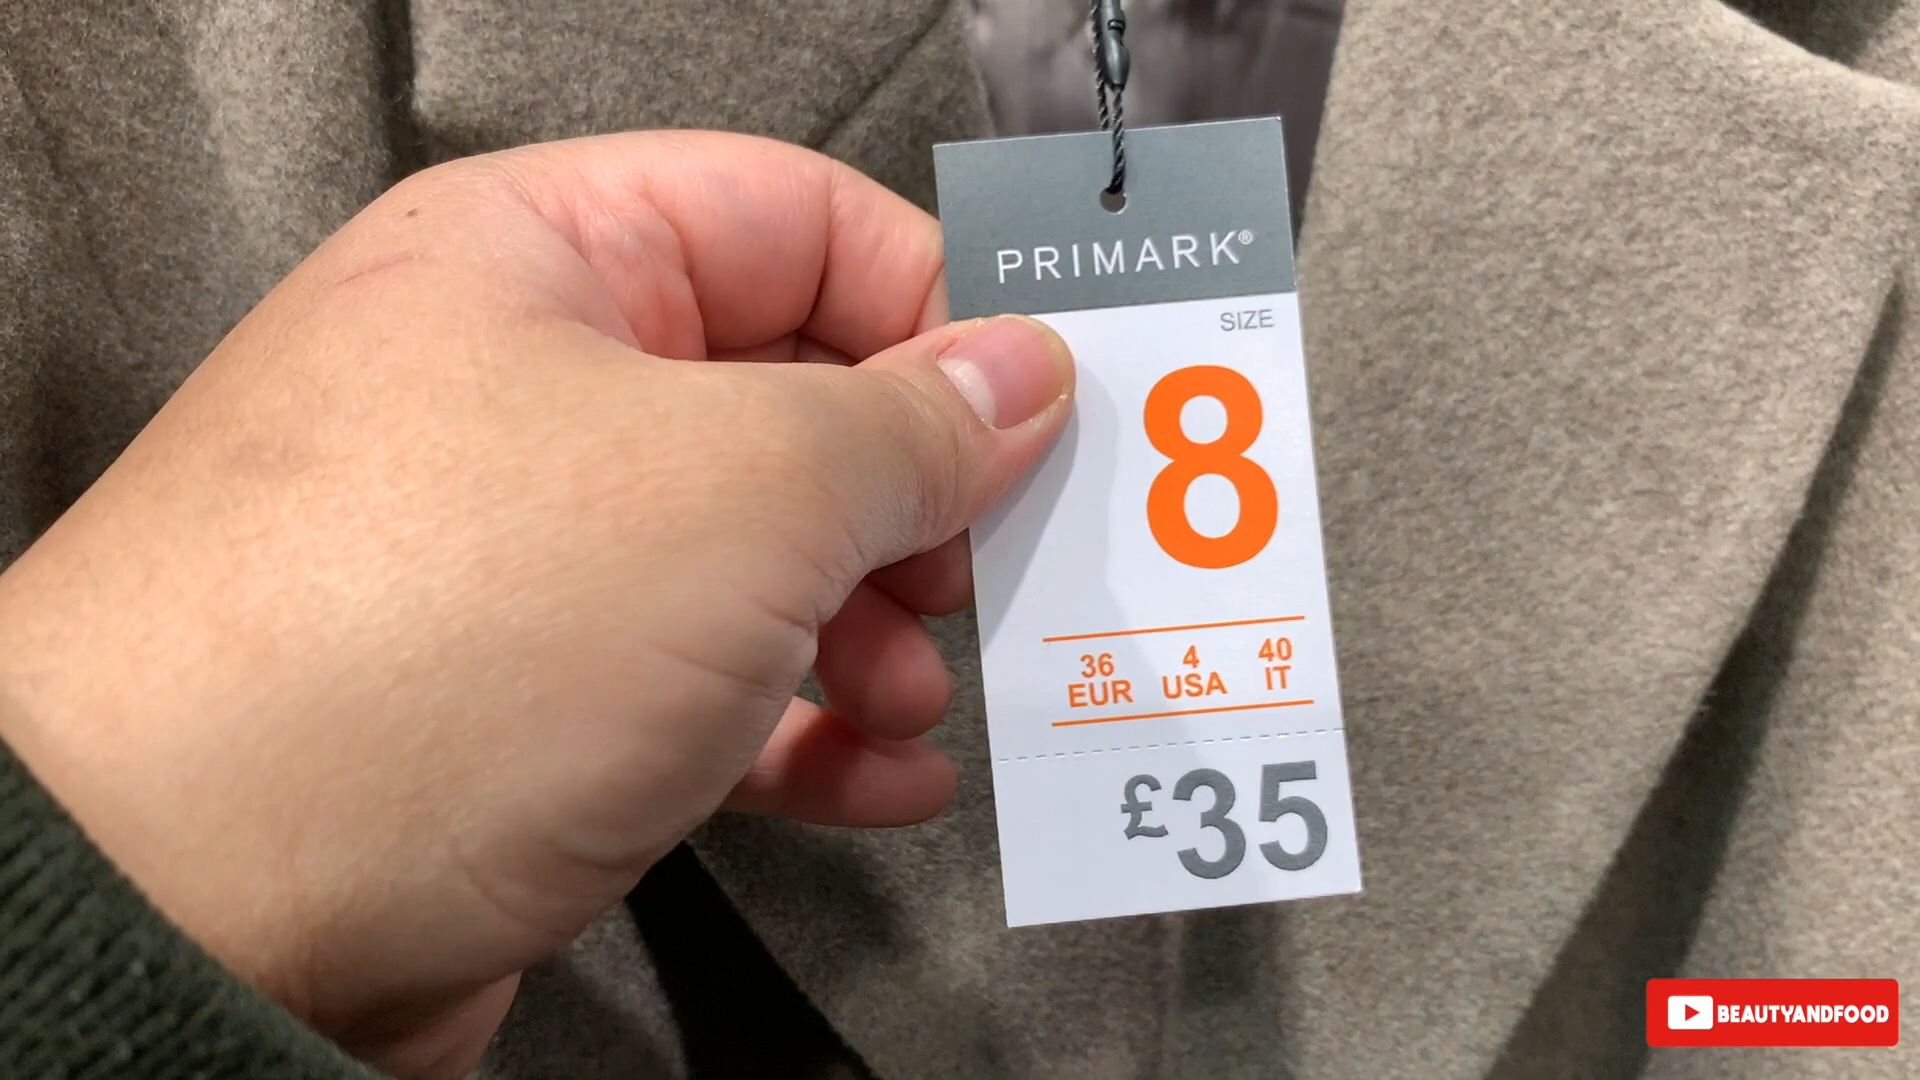 PRIMARK®
SIZE
8
36 4 40
EUR USA IT
£35
BEAUTYANDFOOD